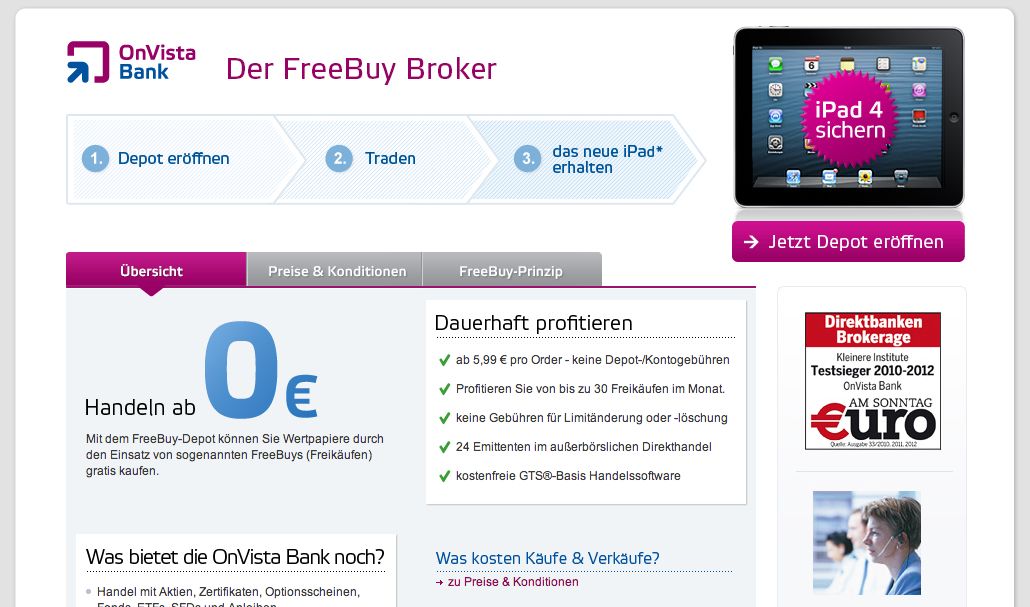 OnVista
Bank
Der FreeBuy Broker
iPad 4
sichern
1. Depot eröffnen
2. Traden
3. das neue iPad*
erhalten
→ Jetzt Depot eröffnen
Übersicht
Preise & Konditionen
FreeBuy-Prinzip
Handeln ab 0 €
Mit dem FreeBuy-Depot können Sie Wertpapiere durch
den Einsatz von sogenannten FreeBuys (Freikäufen)
gratis kaufen.
Dauerhaft profitieren
ab 5,99 € pro Order - keine Depot-/Kontogebühren
Profitieren Sie von bis zu 30 Freikäufen im Monat.
keine Gebühren für Limitänderung oder -löschung
24 Emittenten im außerbörslichen Direkthandel
kostenfreie GTS®-Basis Handelssoftware
Direktbanken
Brokerage
Kleinere Institute
Testsieger 2010-2012
OnVista Bank
AM SONNTAG
€uro
Quelle: Ausgabe 33/2010, 2011, 2012
Was bietet die OnVista Bank noch?
Handel mit Aktien, Zertifikaten, Optionsscheinen,
Fonds, ETFs, CFDs und Anleihen
Was kosten Käufe & Verkäufe?
→ zu Preise & Konditionen